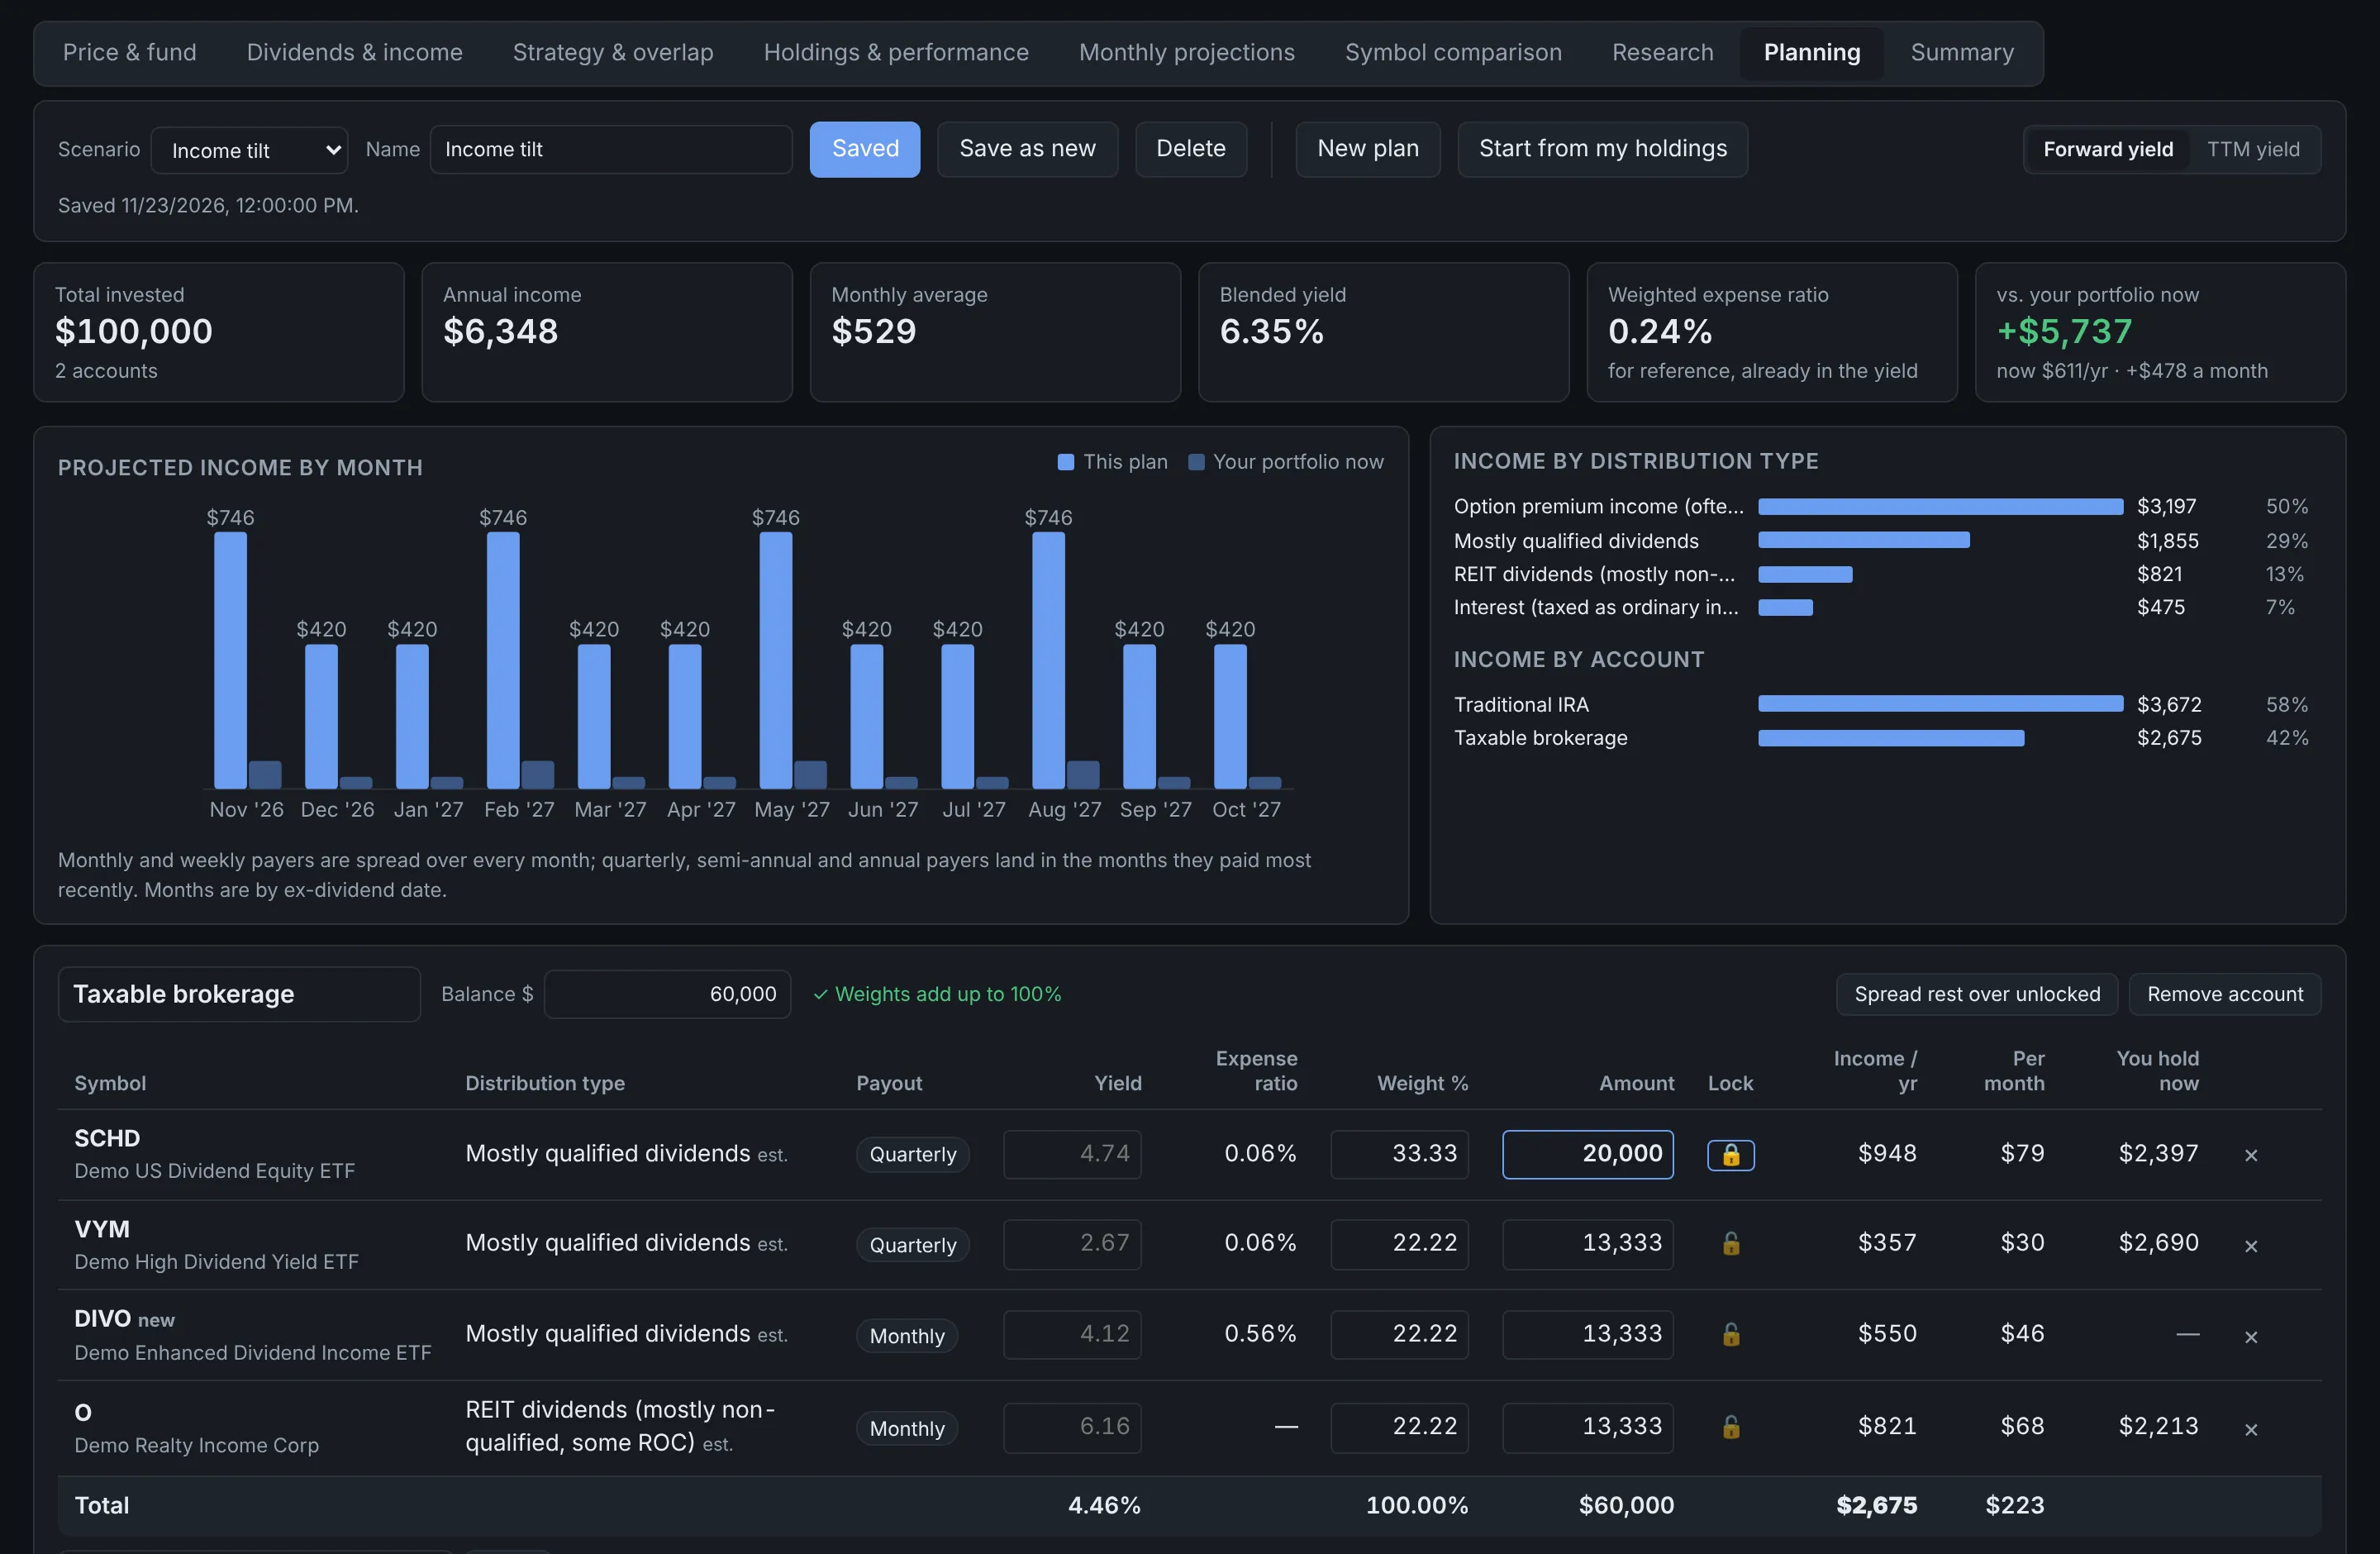 Price & fund
Dividends & income
Strategy & overlap
Holdings & performance
Monthly projections
Symbol comparison
Research
Planning
Summary
Scenario
Income tilt
Name
Income tilt
Saved
Save as new
Delete
New plan
Start from my holdings
Forward yield
TTM yield
Saved 11/23/2026, 12:00:00 PM.
Total invested
$100,000
2 accounts
Annual income
$6,348
Monthly average
$529
Blended yield
6.35%
Weighted expense ratio
0.24%
for reference, already in the yield
vs. your portfolio now
+$5,737
now $611/yr · +$478 a month
PROJECTED INCOME BY MONTH
This plan
Your portfolio now
$746 $420 $420 $746 $420 $420 $746 $420 $420 $746 $420 $420
Nov '26 Dec '26 Jan '27 Feb '27 Mar '27 Apr '27 May '27 Jun '27 Jul '27 Aug '27 Sep '27 Oct '27
Monthly and weekly payers are spread over every month; quarterly, semi-annual and annual payers land in the months they paid most
recently. Months are by ex-dividend date.
INCOME BY DISTRIBUTION TYPE
Option premium income (ofte... $3,197 50%
Mostly qualified dividends $1,855 29%
REIT dividends (mostly non-... $821 13%
Interest (taxed as ordinary in... $475 7%
INCOME BY ACCOUNT
Traditional IRA $3,672 58%
Taxable brokerage $2,675 42%
Taxable brokerage
Balance $ 60,000
✓ Weights add up to 100%
Spread rest over unlocked
Remove account
Symbol
Distribution type
Payout
Yield
Expense
ratio
Weight %
Amount
Lock
Income /
yr
Per
month
You hold
now
SCHD
Demo US Dividend Equity ETF
Mostly qualified dividends est. Quarterly 4.74 0.06% 33.33 20,000 $948 $79 $2,397 ×
VYM
Demo High Dividend Yield ETF
Mostly qualified dividends est. Quarterly 2.67 0.06% 22.22 13,333 $357 $30 $2,690 ×
DIVO new
Demo Enhanced Dividend Income ETF
Mostly qualified dividends est. Monthly 4.12 0.56% 22.22 13,333 $550 $46 — ×
O
Demo Realty Income Corp
REIT dividends (mostly non-
qualified, some ROC) est.
Monthly 6.16 — 22.22 13,333 $821 $68 $2,213 ×
Total 4.46% 100.00% $60,000 $2,675 $223